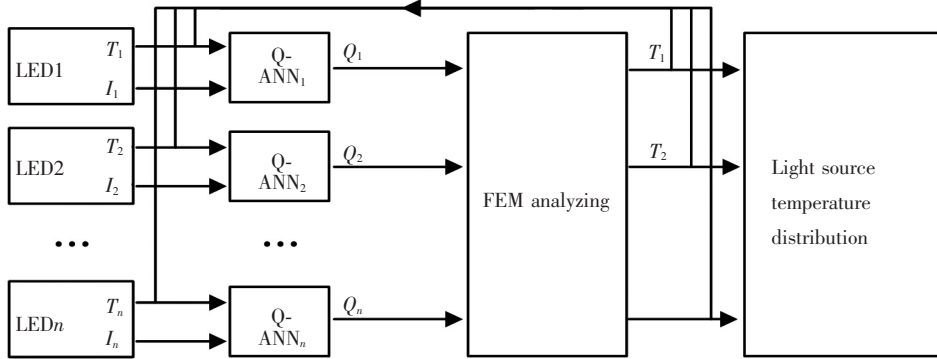 T₁
LED1
I₁
Q-
ANN₁
Q₁
T₁
T₂
LED2
I₂
Q-
ANN₂
Q₂
FEM analyzing
T₂
Light source
temperature
distribution
•••
•••
Tₙ
LEDn
Iₙ
Q-
ANNₙ
Qₙ